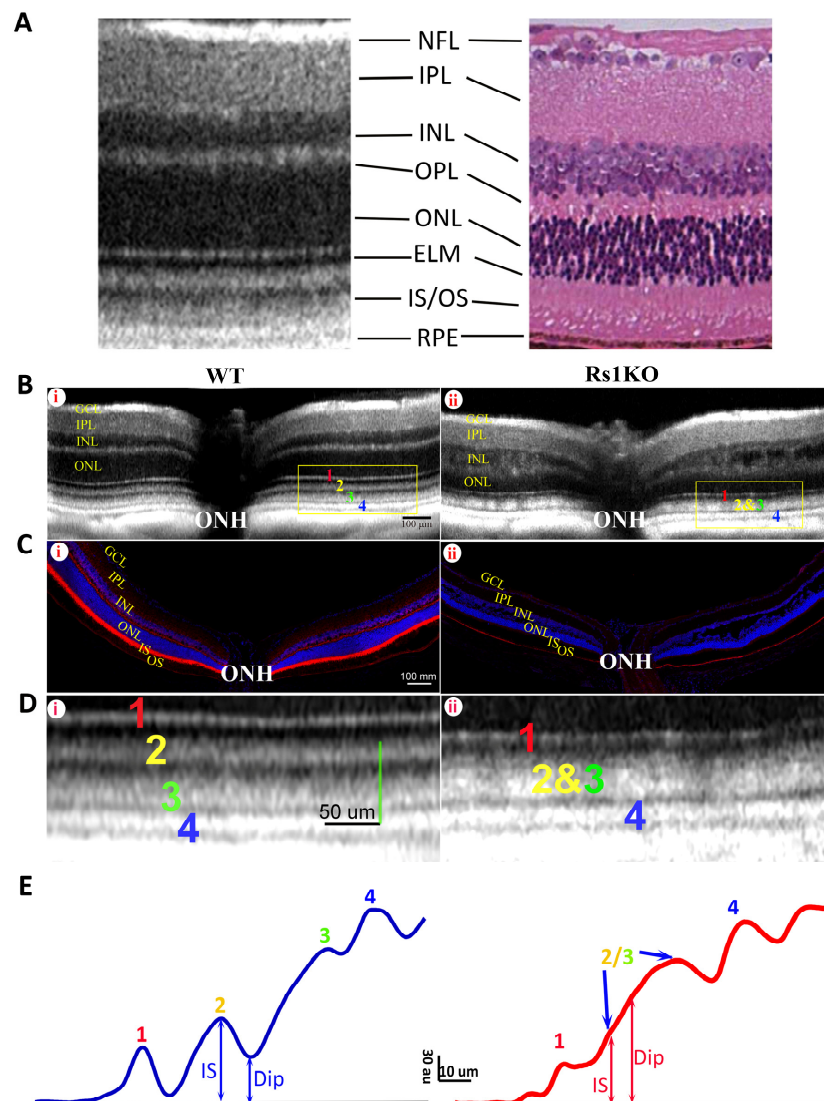 A
NFL
IPL
INL
OPL
ONL
ELM
IS/OS
RPE
WT
Rs1KO
B
i
GCL
IPL
INL
ONL
1
2
3
4
ONH
100 µm
ii
GCL
IPL
INL
ONL
1
2&3
4
ONH
C
i
GCL
IPL
INL
ONL
IS
OS
ONH
100 mm
ii
GCL
IPL
INL
ONL
IS
OS
ONH
D
i
1
2
3
4
50 um
ii
1
2&3
4
E
1
2
3
4
IS
Dip
30 au
10 um
1
2/3
4
IS
Dip